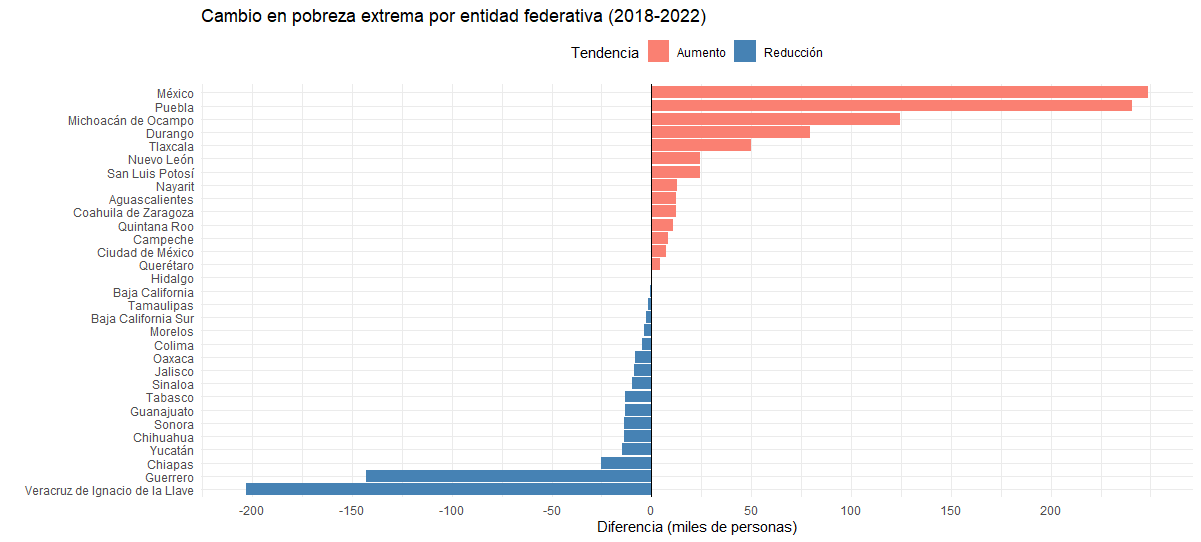 Cambio en pobreza extrema por entidad federativa (2018-2022)
Tendencia Aumento Reducción
México
Puebla
Michoacán de Ocampo
Durango
Tlaxcala
Nuevo León
San Luis Potosí
Nayarit
Aguascalientes
Coahuila de Zaragoza
Quintana Roo
Campeche
Ciudad de México
Querétaro
Hidalgo
Baja California
Tamaulipas
Baja California Sur
Morelos
Colima
Oaxaca
Jalisco
Sinaloa
Tabasco
Guanajuato
Sonora
Chihuahua
Yucatán
Chiapas
Guerrero
Veracruz de Ignacio de la Llave
-200 -150 -100 -50 0 50 100 150 200
Diferencia (miles de personas)